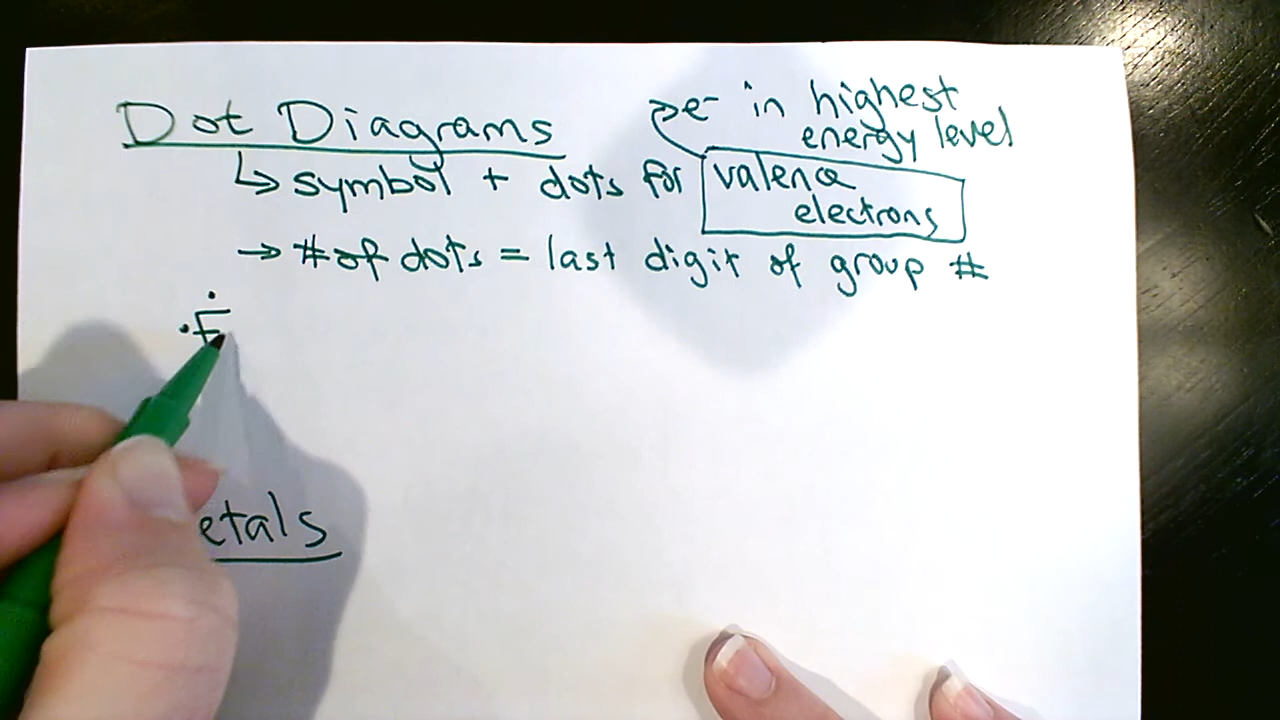 Dot Diagrams
e- in highest
energy level
↳ symbol + dots for valence
electrons
→ # of dots = last digit of group #
etals